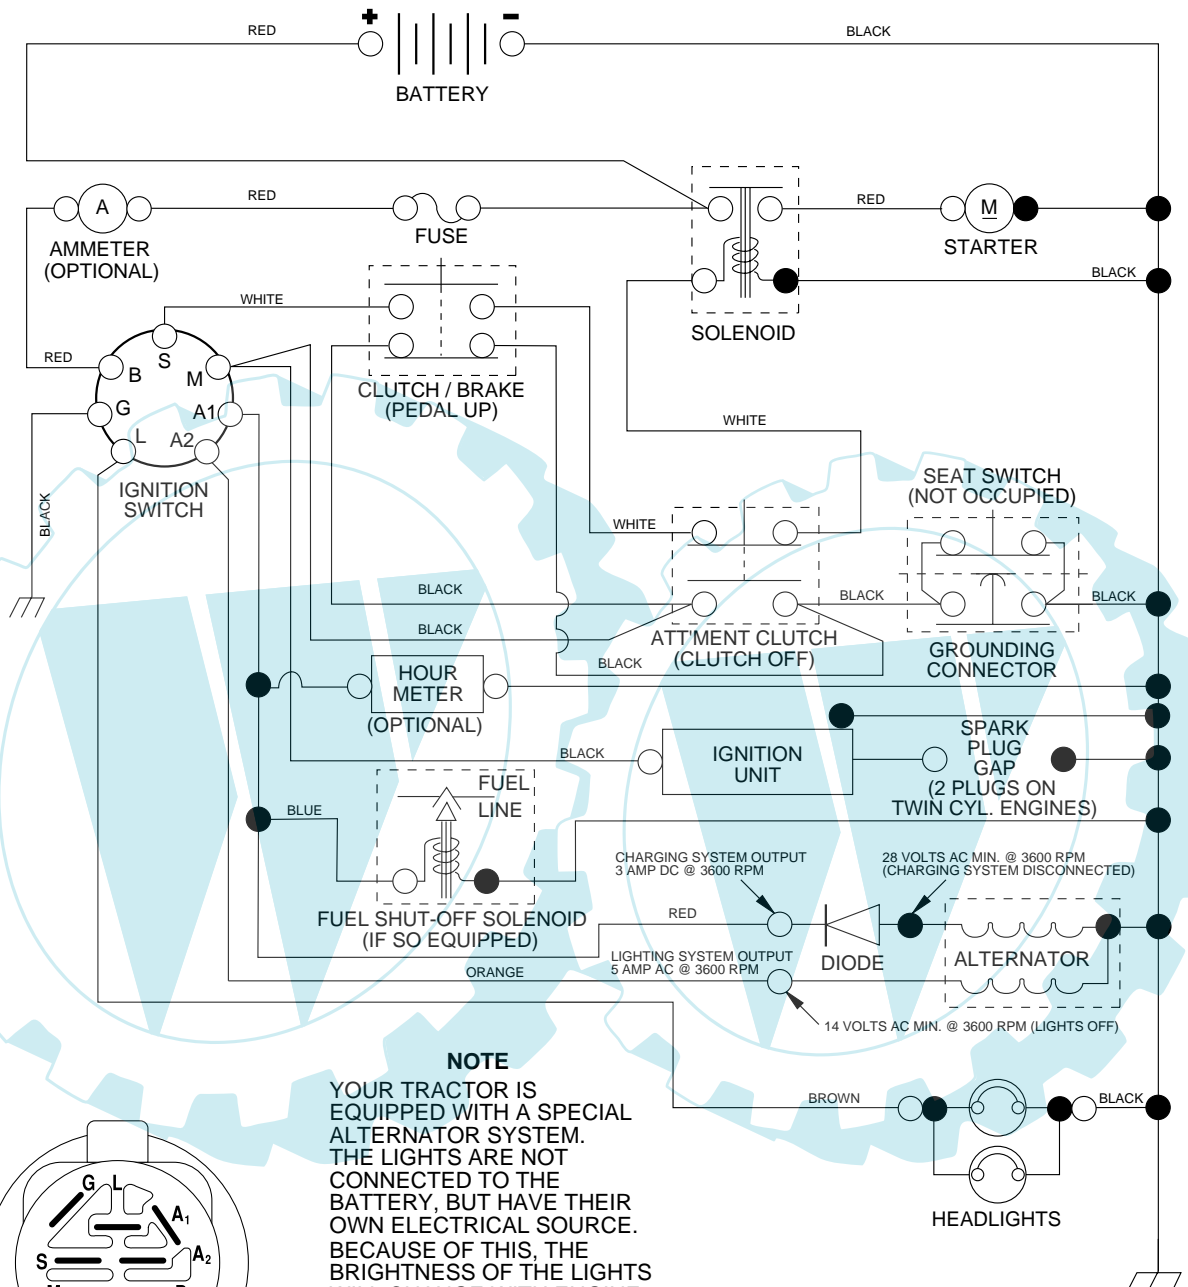 + -
RED
BLACK
BATTERY
A
RED
FUSE
RED
M
STARTER
AMMETER
(OPTIONAL)
BLACK
SOLENOID
WHITE
RED
S
B
M
G
A1
L
A2
CLUTCH / BRAKE
(PEDAL UP)
WHITE
IGNITION
SWITCH
BLACK
SEAT SWITCH
(NOT OCCUPIED)
WHITE
BLACK
BLACK
BLACK
BLACK
ATT'MENT CLUTCH
(CLUTCH OFF)
BLACK
GROUNDING
CONNECTOR
HOUR
METER
(OPTIONAL)
BLACK
IGNITION
UNIT
SPARK
PLUG
GAP
(2 PLUGS ON
TWIN CYL. ENGINES)
FUEL
LINE
BLUE
FUEL SHUT-OFF SOLENOID
(IF SO EQUIPPED)
CHARGING SYSTEM OUTPUT
3 AMP DC @ 3600 RPM
28 VOLTS AC MIN. @ 3600 RPM
(CHARGING SYSTEM DISCONNECTED)
RED
DIODE
ALTERNATOR
LIGHTING SYSTEM OUTPUT
5 AMP AC @ 3600 RPM
ORANGE
14 VOLTS AC MIN. @ 3600 RPM (LIGHTS OFF)
BROWN
BLACK
HEADLIGHTS
NOTE
YOUR TRACTOR IS
EQUIPPED WITH A SPECIAL
ALTERNATOR SYSTEM.
THE LIGHTS ARE NOT
CONNECTED TO THE
BATTERY, BUT HAVE THEIR
OWN ELECTRICAL SOURCE.
BECAUSE OF THIS, THE
BRIGHTNESS OF THE LIGHTS
G L
A1
S
A2